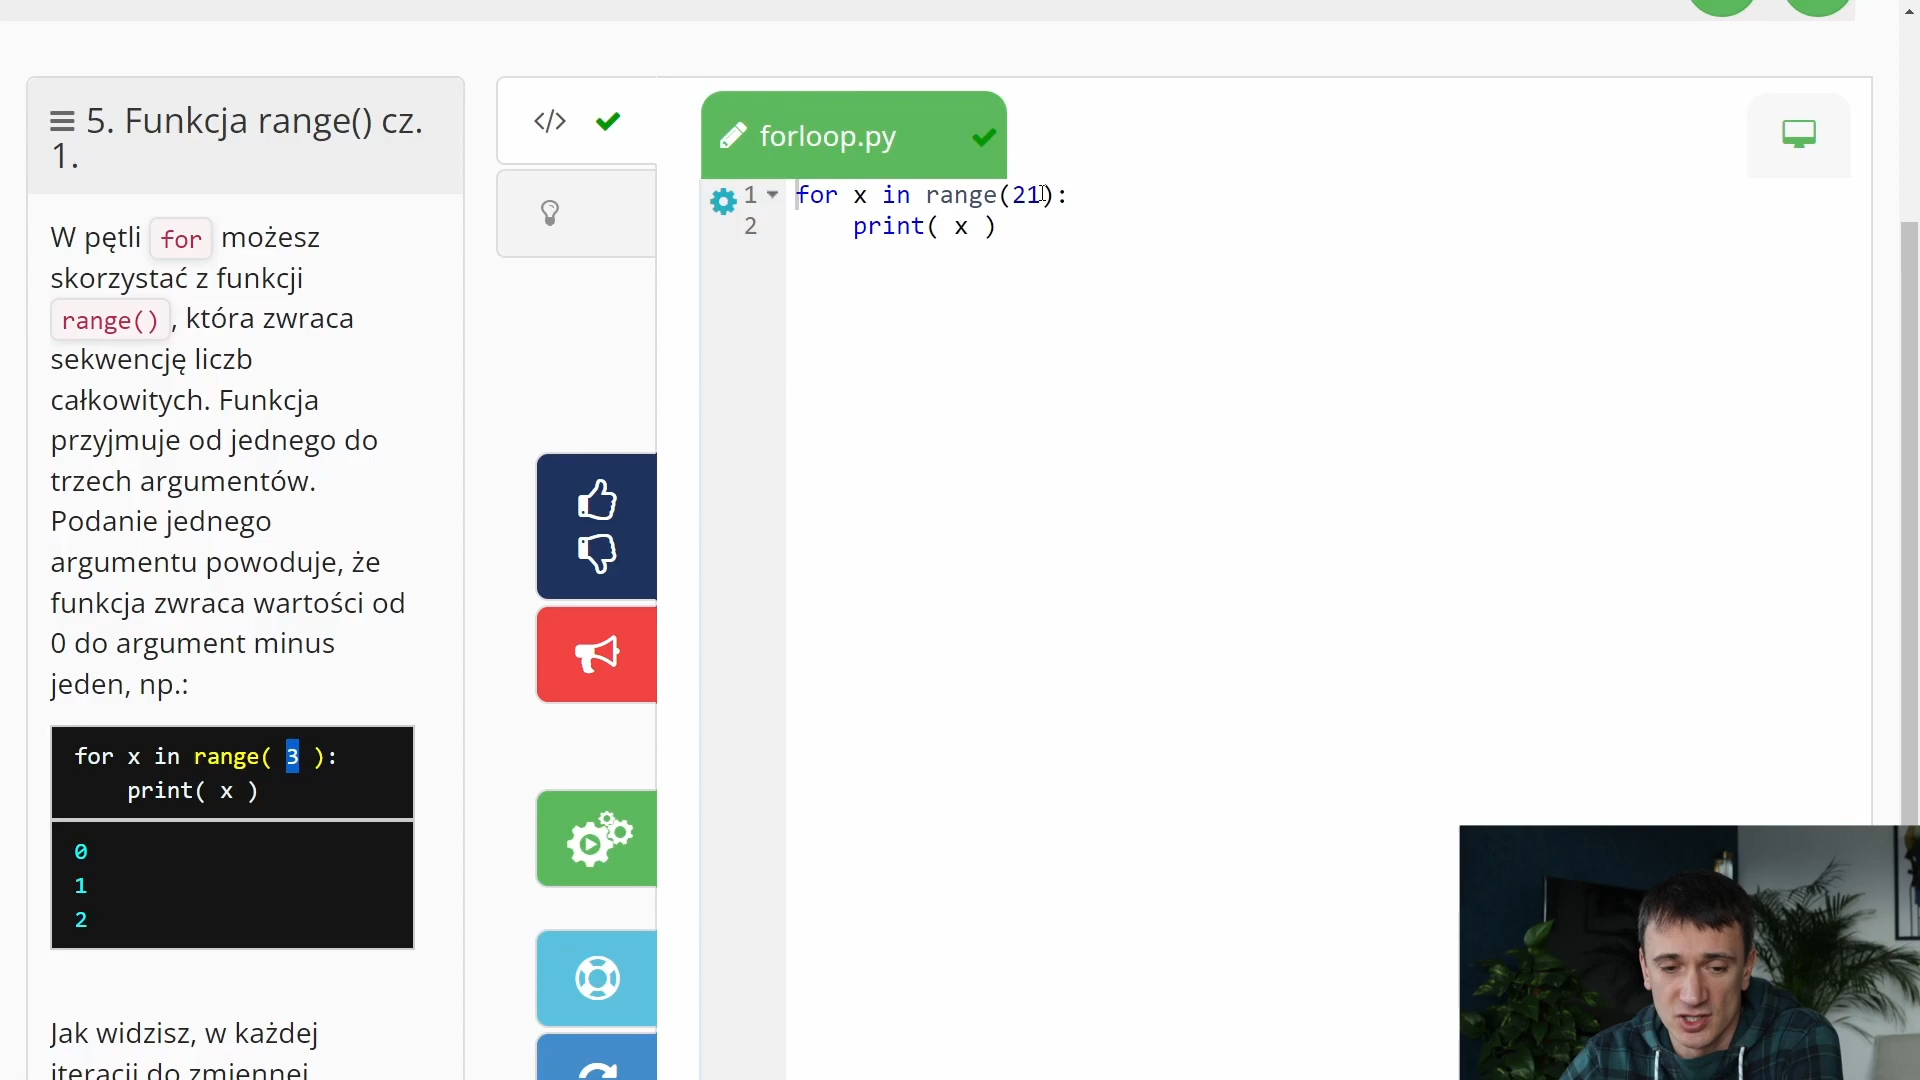 5. Funkcja range() cz.
1.
W pętli for możesz
skorzystać z funkcji
range(), która zwraca
sekwencję liczb
całkowitych. Funkcja
przyjmuje od jednego do
trzech argumentów.
Podanie jednego
argumentu powoduje, że
funkcja zwraca wartości od
0 do argument minus
jeden, np.:
for x in range( 3 ):
    print( x )
0
1
2
Jak widzisz, w każdej
iteracji do zmiennej
</>
forloop.py
1 for x in range(21):
2     print( x )